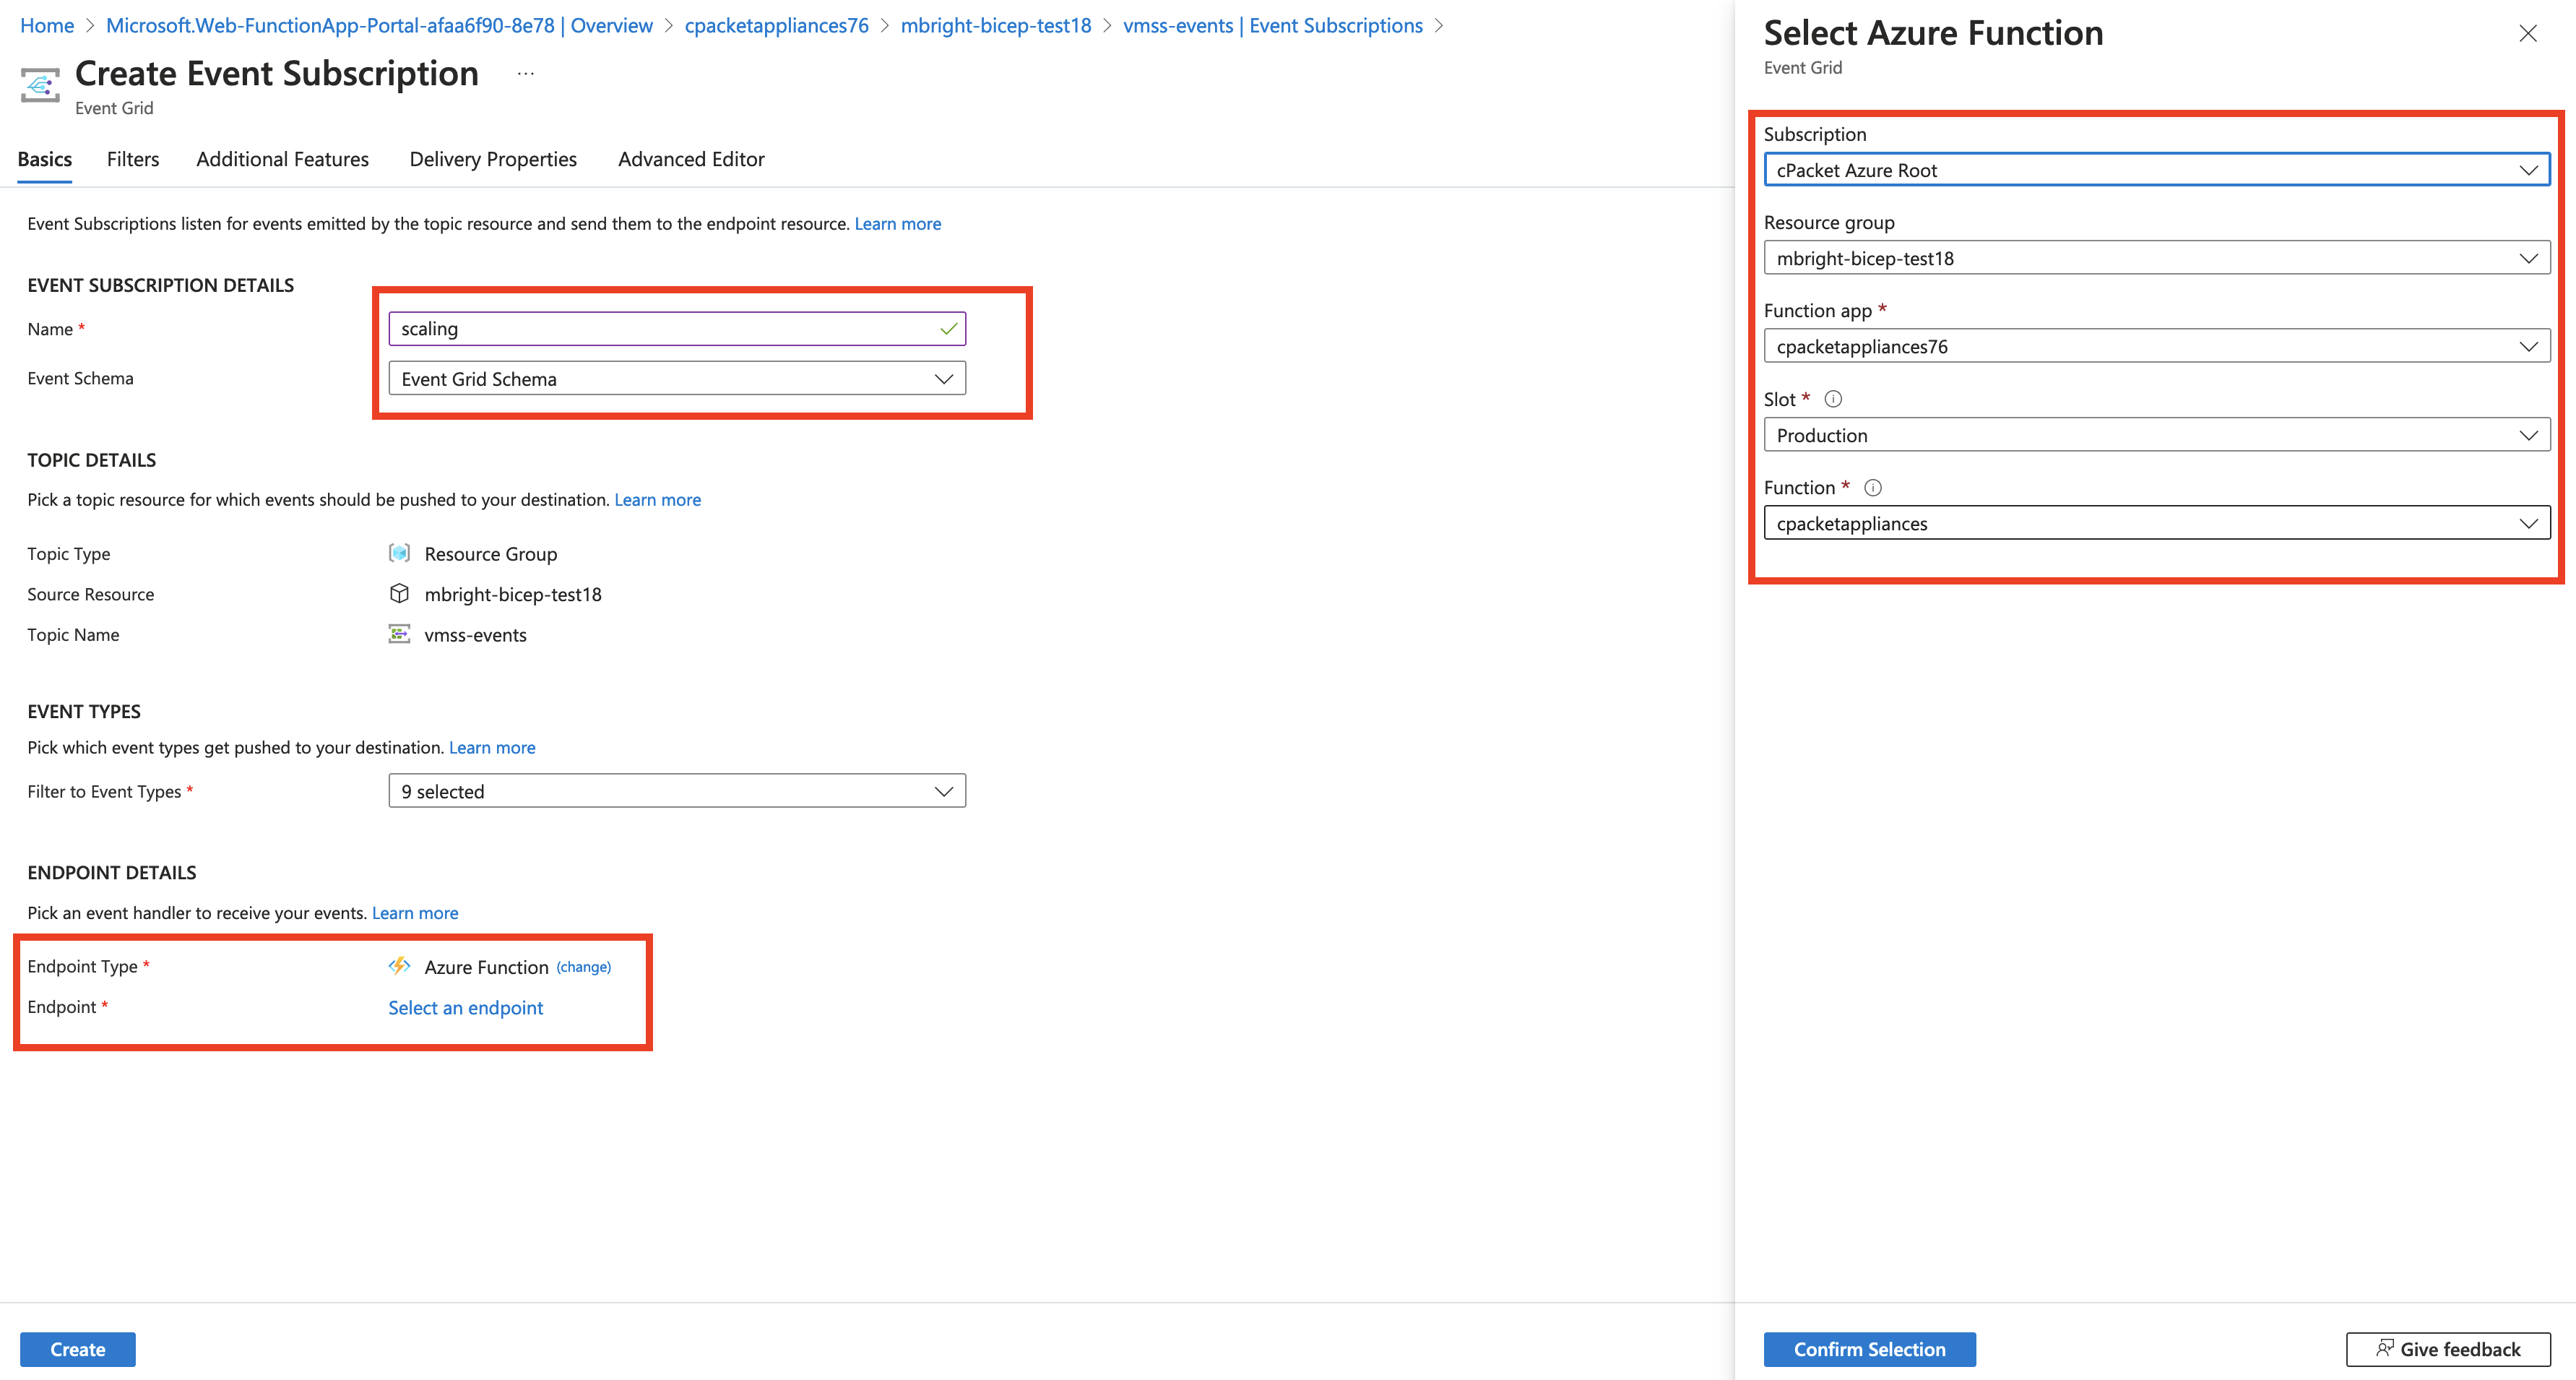 Home > Microsoft.Web-FunctionApp-Portal-afaa6f90-8e78 | Overview > cpacketappliances76 > mbright-bicep-test18 > vmss-events | Event Subscriptions >
Create Event Subscription ...
Event Grid
Basics Filters Additional Features Delivery Properties Advanced Editor
Event Subscriptions listen for events emitted by the topic resource and send them to the endpoint resource. Learn more
EVENT SUBSCRIPTION DETAILS
Name * scaling
Event Schema Event Grid Schema
TOPIC DETAILS
Pick a topic resource for which events should be pushed to your destination. Learn more
Topic Type Resource Group
Source Resource mbright-bicep-test18
Topic Name vmss-events
EVENT TYPES
Pick which event types get pushed to your destination. Learn more
Filter to Event Types * 9 selected
ENDPOINT DETAILS
Pick an event handler to receive your events. Learn more
Endpoint Type * Azure Function (change)
Endpoint * Select an endpoint
Create
Select Azure Function
Event Grid
Subscription
cPacket Azure Root
Resource group
mbright-bicep-test18
Function app *
cpacketappliances76
Slot *
Production
Function *
cpacketappliances
Confirm Selection Give feedback